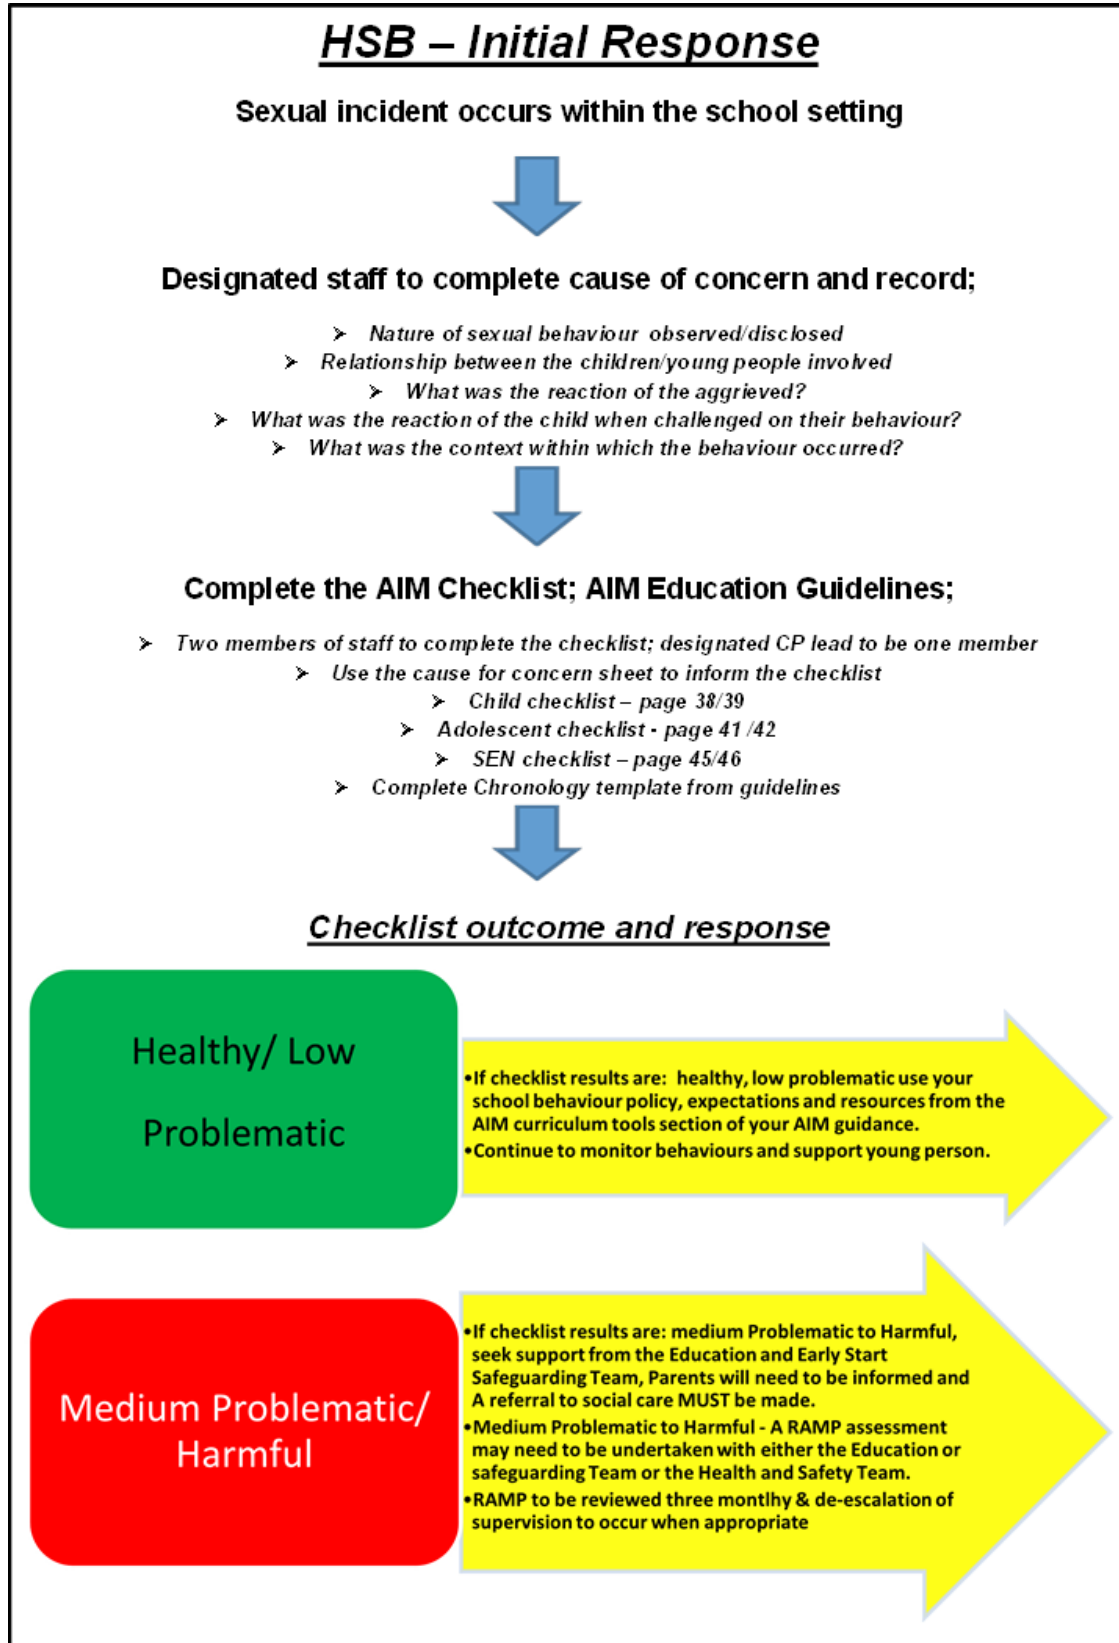 HSB – Initial Response
Sexual incident occurs within the school setting
Designated staff to complete cause of concern and record;
➢ Nature of sexual behaviour observed/disclosed
➢ Relationship between the children/young people involved
➢ What was the reaction of the aggrieved?
➢ What was the reaction of the child when challenged on their behaviour?
➢ What was the context within which the behaviour occurred?
Complete the AIM Checklist; AIM Education Guidelines;
➢ Two members of staff to complete the checklist; designated CP lead to be one member
➢ Use the cause for concern sheet to inform the checklist
➢ Child checklist – page 38/39
➢ Adolescent checklist - page 41/42
➢ SEN checklist – page 45/46
➢ Complete Chronology template from guidelines
Checklist outcome and response
Healthy/ Low
Problematic
•If checklist results are: healthy, low problematic use your
school behaviour policy, expectations and resources from the
AIM curriculum tools section of your AIM guidance.
•Continue to monitor behaviours and support young person.
Medium Problematic/
Harmful
•If checklist results are: medium Problematic to Harmful,
seek support from the Education and Early Start
Safeguarding Team, Parents will need to be informed and
A referral to social care MUST be made.
•Medium Problematic to Harmful - A RAMP assessment
may need to be undertaken with either the Education or
safeguarding Team or the Health and Safety Team.
•RAMP to be reviewed three montlhy & de-escalation of
supervision to occur when appropriate